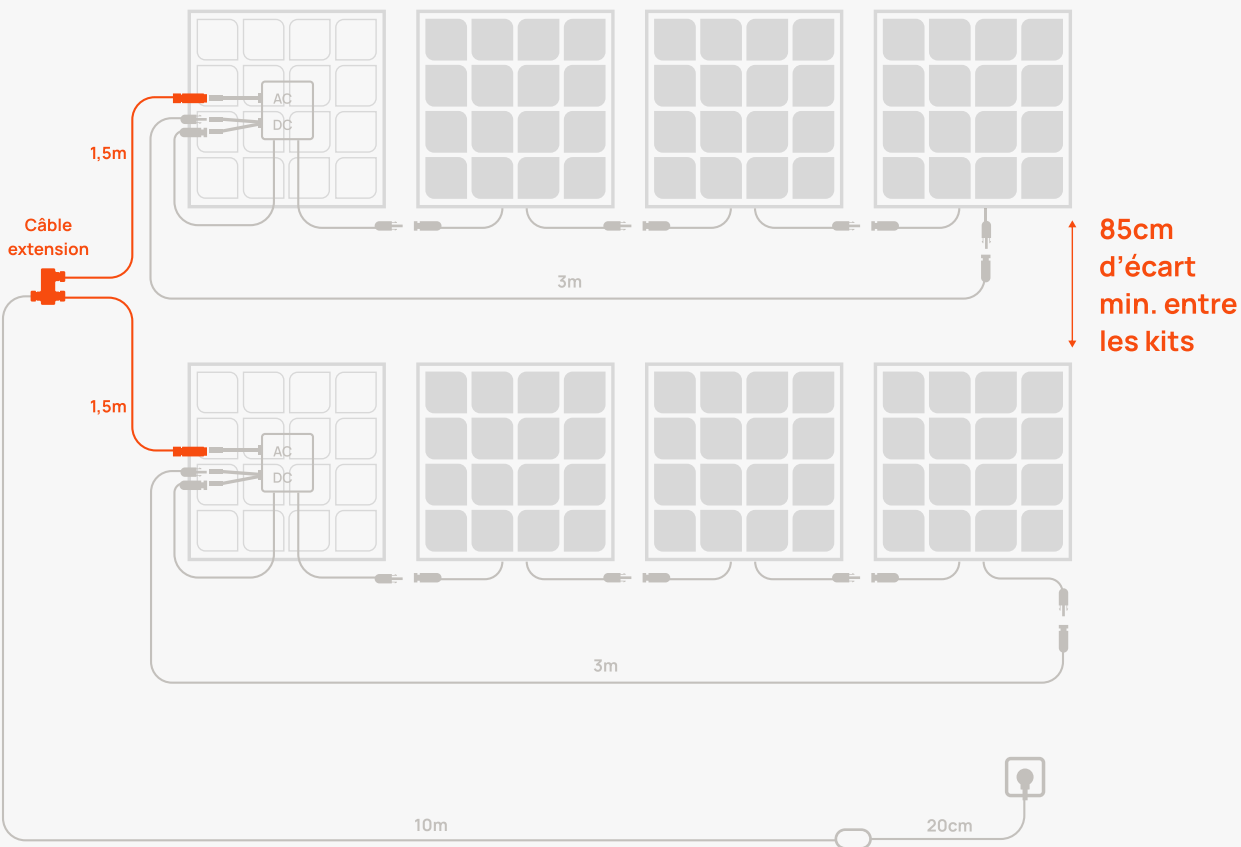 AC
DC
1,5m
Câble
extension
3m
85cm
d’écart
min. entre
les kits
1,5m
AC
DC
3m
10m
20cm